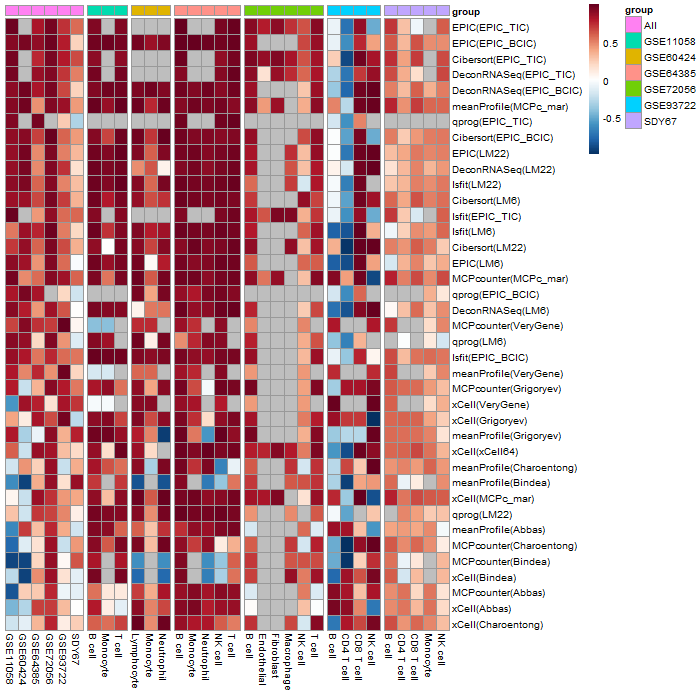 group
EPIC(EPIC_TIC)
EPIC(EPIC_BCIC)
Cibersort(EPIC_TIC)
DeconRNASeq(EPIC_TIC)
DeconRNASeq(EPIC_BCIC)
meanProfile(MCPc_mar)
qprog(EPIC_TIC)
Cibersort(EPIC_BCIC)
EPIC(LM22)
DeconRNASeq(LM22)
lsfit(LM22)
Cibersort(LM6)
lsfit(EPIC_TIC)
lsfit(LM6)
Cibersort(LM22)
EPIC(LM6)
MCPcounter(MCPc_mar)
qprog(EPIC_BCIC)
DeconRNASeq(LM6)
MCPcounter(VeryGene)
qprog(LM6)
lsfit(EPIC_BCIC)
meanProfile(VeryGene)
MCPcounter(Grigoryev)
xCell(VeryGene)
xCell(Grigoryev)
meanProfile(Grigoryev)
xCell(xCell64)
meanProfile(Charoentong)
meanProfile(Bindea)
xCell(MCPc_mar)
qprog(LM22)
meanProfile(Abbas)
MCPcounter(Charoentong)
MCPcounter(Bindea)
xCell(Bindea)
MCPcounter(Abbas)
xCell(Abbas)
xCell(Charoentong)
GSE11058
GSE60424
GSE64385
GSE72056
GSE93722
SDY67
B cell
Monocyte
T cell
Lymphocyte
Monocyte
Neutrophil
B cell
Monocyte
Neutrophil
NK cell
T cell
B cell
Endothelial
Fibroblast
Macrophage
NK cell
T cell
B cell
CD4 T cell
CD8 T cell
NK cell
B cell
CD4 T cell
CD8 T cell
Monocyte
NK cell
0.5
0
-0.5
group
All
GSE11058
GSE60424
GSE64385
GSE72056
GSE93722
SDY67